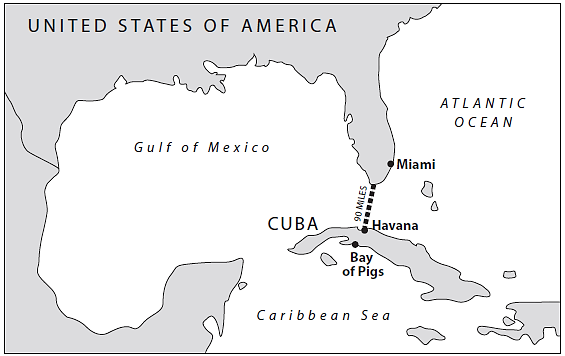 UNITED STATES OF AMERICA
ATLANTIC
OCEAN
Gulf of Mexico
Miami
90 MILES
CUBA
Havana
Bay
of Pigs
Caribbean Sea